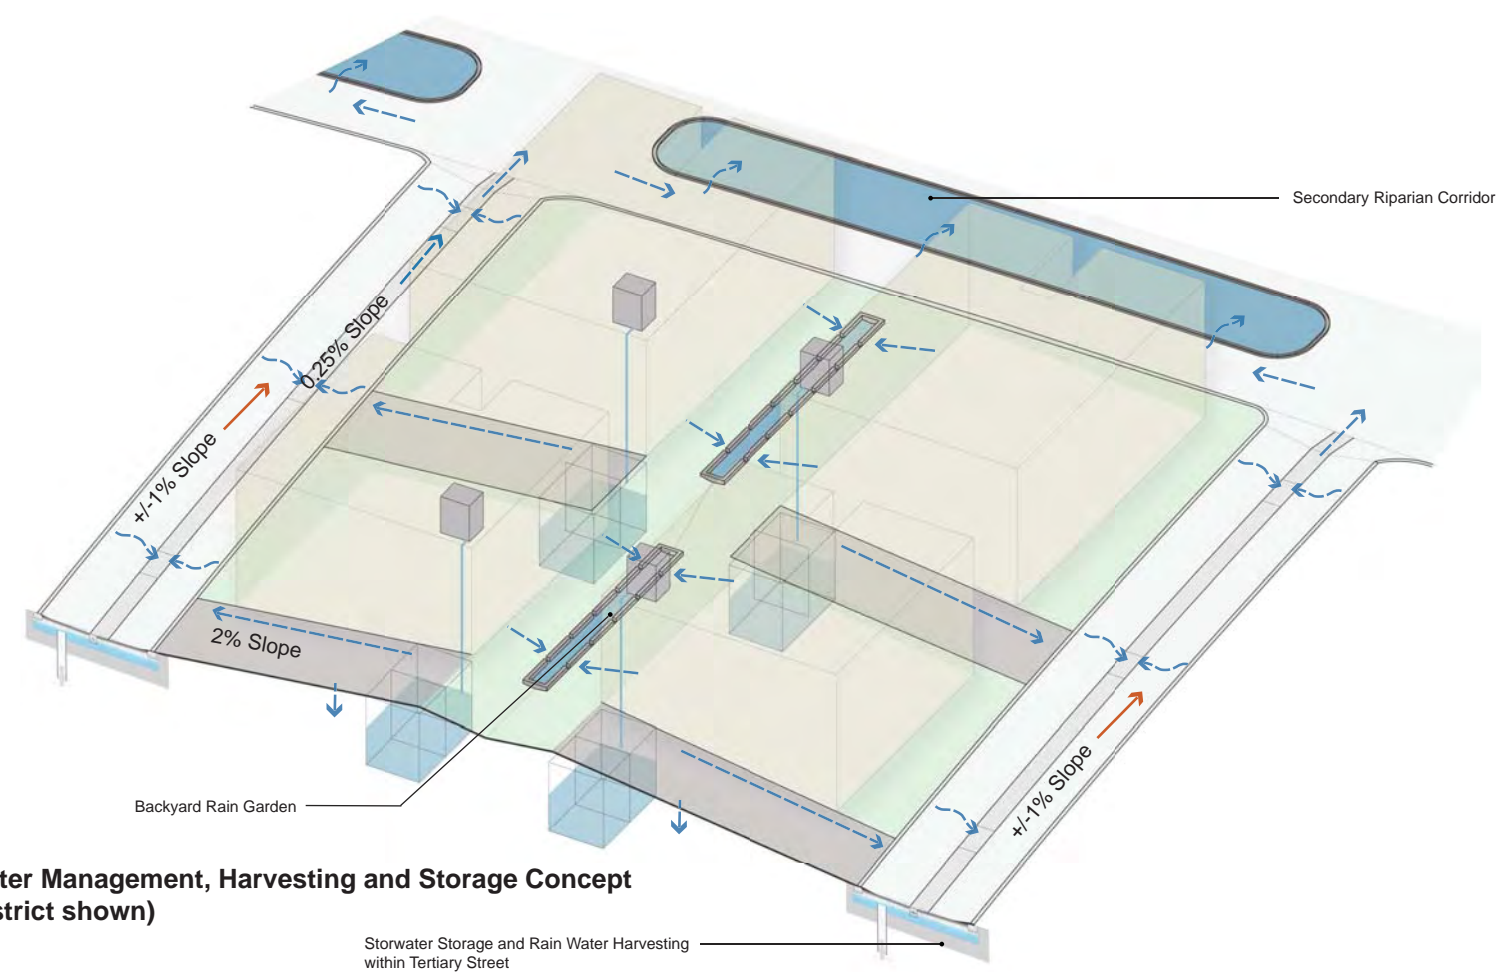 Secondary Riparian Corridor
0.25% Slope
+/-1% Slope
2% Slope
+/-1% Slope
Backyard Rain Garden
ter Management, Harvesting and Storage Concept
strict shown)
Storwater Storage and Rain Water Harvesting
within Tertiary Street